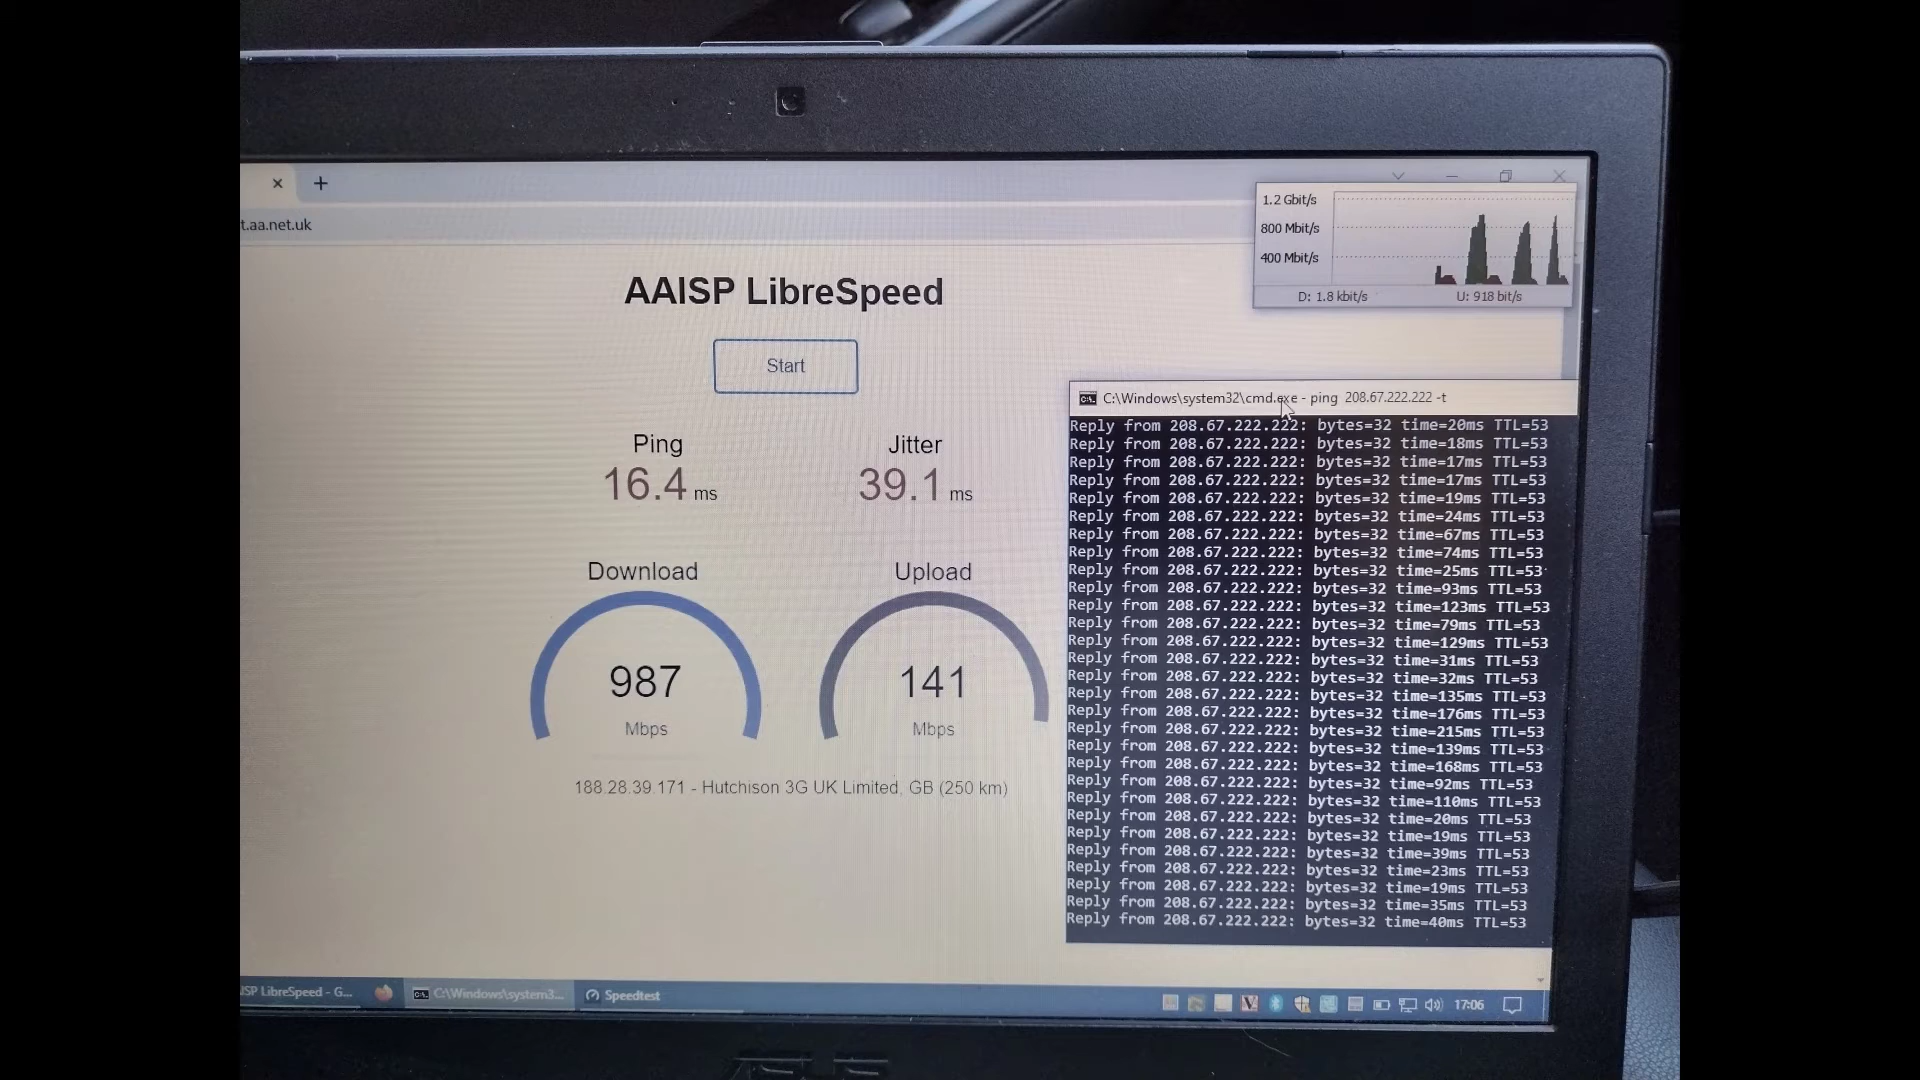 t.aa.net.uk
1.2 Gbit/s
800 Mbit/s
400 Mbit/s
D: 1.8 kbit/s U: 918 bit/s
AAISP LibreSpeed
Start
Ping Jitter
16.4 ms 39.1 ms
Download Upload
987 141
Mbps Mbps
188.28.39.171 - Hutchison 3G UK Limited, GB (250 km)
C:\Windows\system32\cmd.exe - ping 208.67.222.222 -t
Reply from 208.67.222.222: bytes=32 time=20ms TTL=53
Reply from 208.67.222.222: bytes=32 time=18ms TTL=53
Reply from 208.67.222.222: bytes=32 time=17ms TTL=53
Reply from 208.67.222.222: bytes=32 time=17ms TTL=53
Reply from 208.67.222.222: bytes=32 time=19ms TTL=53
Reply from 208.67.222.222: bytes=32 time=24ms TTL=53
Reply from 208.67.222.222: bytes=32 time=67ms TTL=53
Reply from 208.67.222.222: bytes=32 time=74ms TTL=53
Reply from 208.67.222.222: bytes=32 time=25ms TTL=53
Reply from 208.67.222.222: bytes=32 time=93ms TTL=53
Reply from 208.67.222.222: bytes=32 time=123ms TTL=53
Reply from 208.67.222.222: bytes=32 time=79ms TTL=53
Reply from 208.67.222.222: bytes=32 time=129ms TTL=53
Reply from 208.67.222.222: bytes=32 time=31ms TTL=53
Reply from 208.67.222.222: bytes=32 time=32ms TTL=53
Reply from 208.67.222.222: bytes=32 time=135ms TTL=53
Reply from 208.67.222.222: bytes=32 time=176ms TTL=53
Reply from 208.67.222.222: bytes=32 time=215ms TTL=53
Reply from 208.67.222.222: bytes=32 time=139ms TTL=53
Reply from 208.67.222.222: bytes=32 time=168ms TTL=53
Reply from 208.67.222.222: bytes=32 time=92ms TTL=53
Reply from 208.67.222.222: bytes=32 time=110ms TTL=53
Reply from 208.67.222.222: bytes=32 time=20ms TTL=53
Reply from 208.67.222.222: bytes=32 time=19ms TTL=53
Reply from 208.67.222.222: bytes=32 time=39ms TTL=53
Reply from 208.67.222.222: bytes=32 time=23ms TTL=53
Reply from 208.67.222.222: bytes=32 time=19ms TTL=53
Reply from 208.67.222.222: bytes=32 time=35ms TTL=53
Reply from 208.67.222.222: bytes=32 time=40ms TTL=53
ISP LibreSpeed - G... C:\Windows\system3... Speedtest 17:06
ASUS